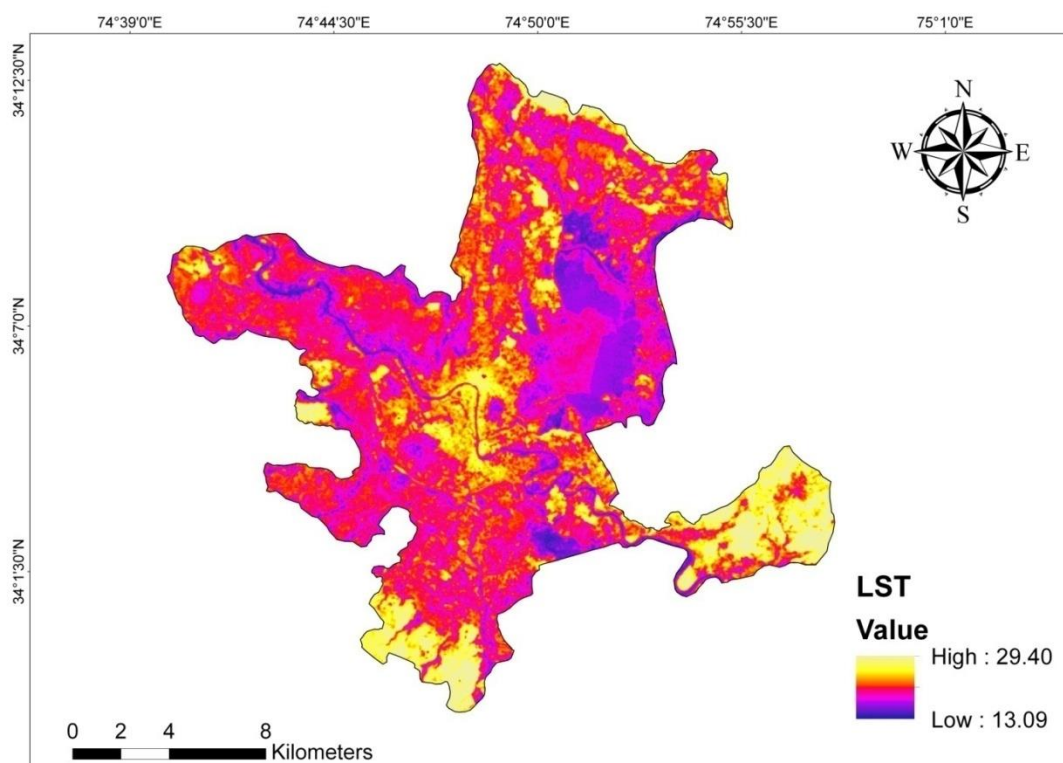 74°39'0"E
74°44'30"E
74°50'0"E
74°55'30"E
75°1'0"E
34°12'30"N
34°7'0"N
34°1'30"N
N
W
E
S
LST
Value
High : 29.40
Low : 13.09
0 2 4 8
Kilometers